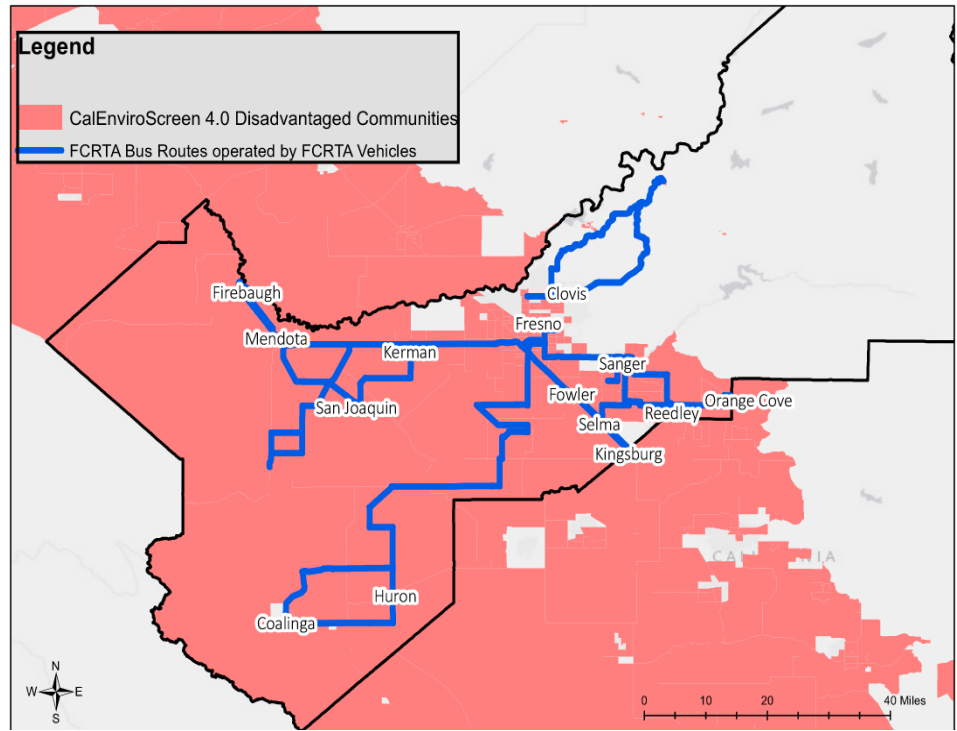 Legend
CalEnviroScreen 4.0 Disadvantaged Communities
FCRTA Bus Routes operated by FCRTA Vehicles
Firebaugh
Clovis
Mendota
Fresno
Kerman
Sanger
San Joaquin
Fowler
Orange Cove
Selma
Reedley
Kingsburg
Huron
Coalinga
N
W E
S
0 10 20 40 Miles